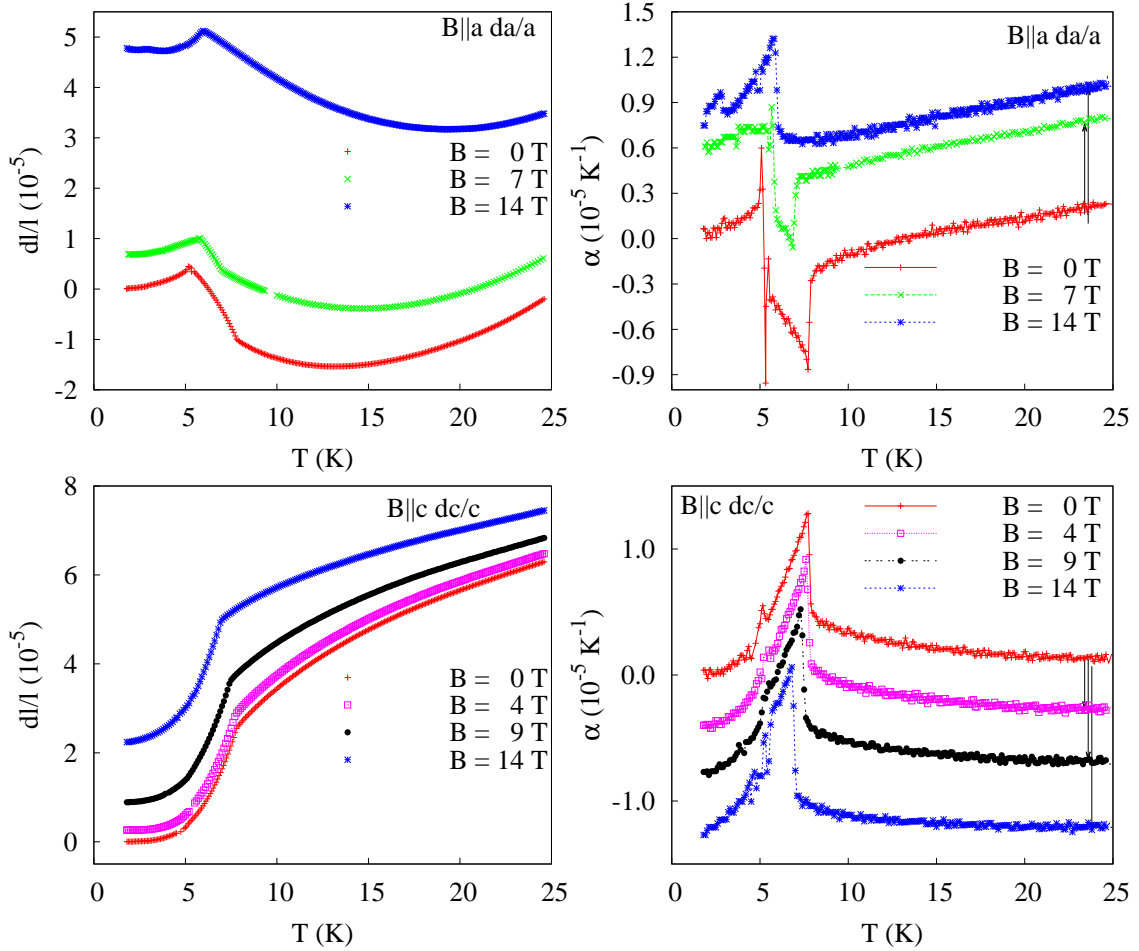 B||a da/a
dl/l (10⁻⁵)
5
4
3
2
1
0
-1
-2
B = 0 T
B = 7 T
B = 14 T
0 5 10 15 20 25
T (K)
B||a da/a
α (10⁻⁵ K⁻¹)
1.5
1.2
0.9
0.6
0.3
0.0
-0.3
-0.6
-0.9
B = 0 T
B = 7 T
B = 14 T
0 5 10 15 20 25
T (K)
B||c dc/c
dl/l (10⁻⁵)
8
6
4
2
0
B = 0 T
B = 4 T
B = 9 T
B = 14 T
0 5 10 15 20 25
T (K)
B||c dc/c
α (10⁻⁵ K⁻¹)
1.0
0.0
-1.0
B = 0 T
B = 4 T
B = 9 T
B = 14 T
0 5 10 15 20 25
T (K)